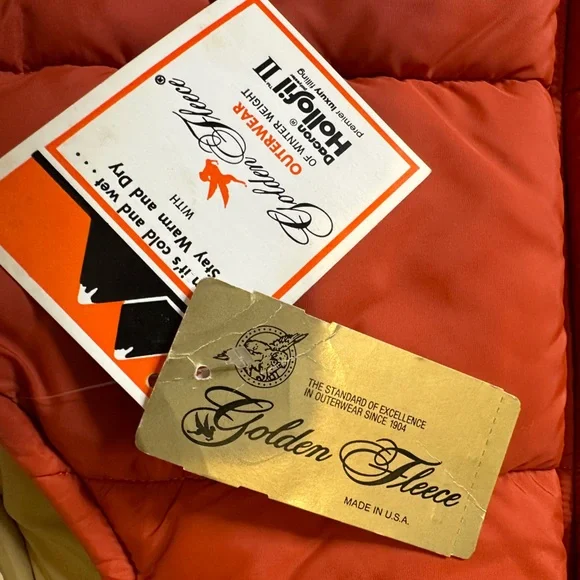 n it's cold and wet . . .
Stay Warm and Dry
WITH
Golden Fleece®
OUTERWEAR
OF WINTER WEIGHT
Dacron®
Hollofil™ II
premier luxury filling
THE STANDARD OF EXCELLENCE
IN OUTERWEAR SINCE 1904
Golden Fleece
MADE IN U.S.A.